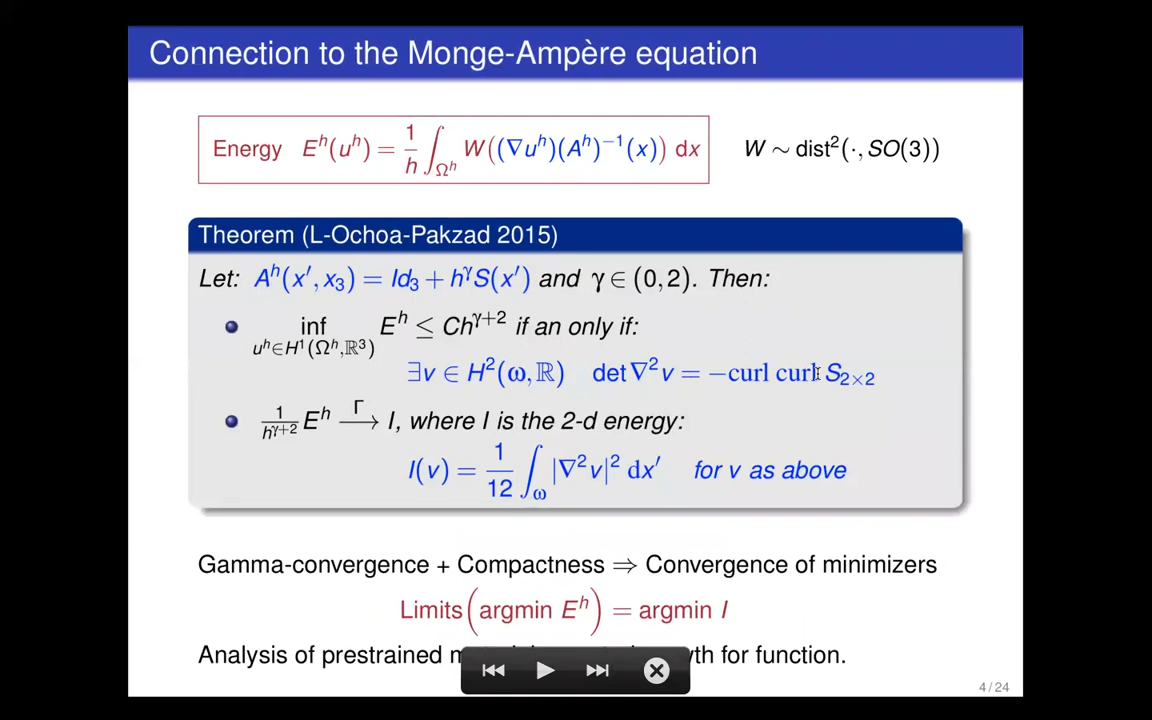 Connection to the Monge-Ampère equation
Energy E^h(u^h) = 1/h ∫_{Ω^h} W((∇u^h)(A^h)^{−1}(x)) dx W ∼ dist²(·, SO(3))
Theorem (L-Ochoa-Pakzad 2015)
Let: A^h(x′, x₃) = Id₃ + h^γ S(x′) and γ ∈ (0, 2). Then:
inf_{u^h∈H¹(Ω^h,ℝ³)} E^h ≤ Ch^{γ+2} if an only if:
∃v ∈ H²(ω, ℝ) det ∇²v = −curl curl S_{2×2}
1/h^{γ+2} E^h —Γ→ I, where I is the 2-d energy:
I(v) = 1/12 ∫_ω |∇²v|² dx′ for v as above
Gamma-convergence + Compactness ⇒ Convergence of minimizers
Limits(argmin E^h) = argmin I
Analysis of prestrained for function.
4 / 24